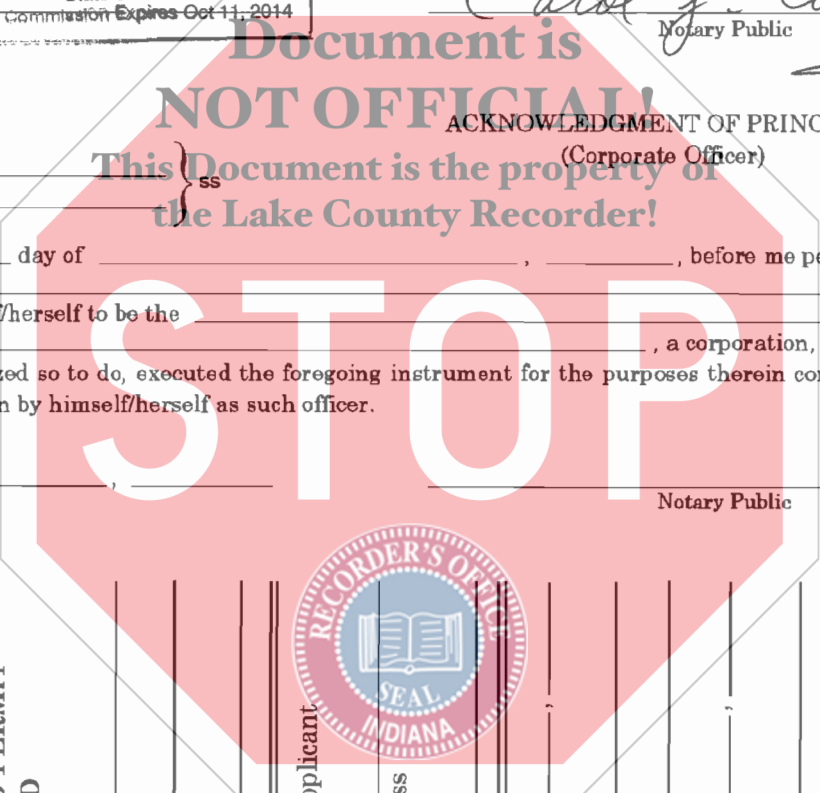 Commission Expires Oct 11, 2014
Notary Public
Document is
NOT OFFICIAL!
ACKNOWLEDGMENT OF PRINC
(Corporate Officer)
This Document is the property of
ss
the Lake County Recorder!
day of , , before me pe
/herself to be the
, a corporation,
zed so to do, executed the foregoing instrument for the purposes therein con
n by himself/herself as such officer.
STOP
,
Notary Public
RECORDER'S OFFICE
SEAL
INDIANA
plicant
ss